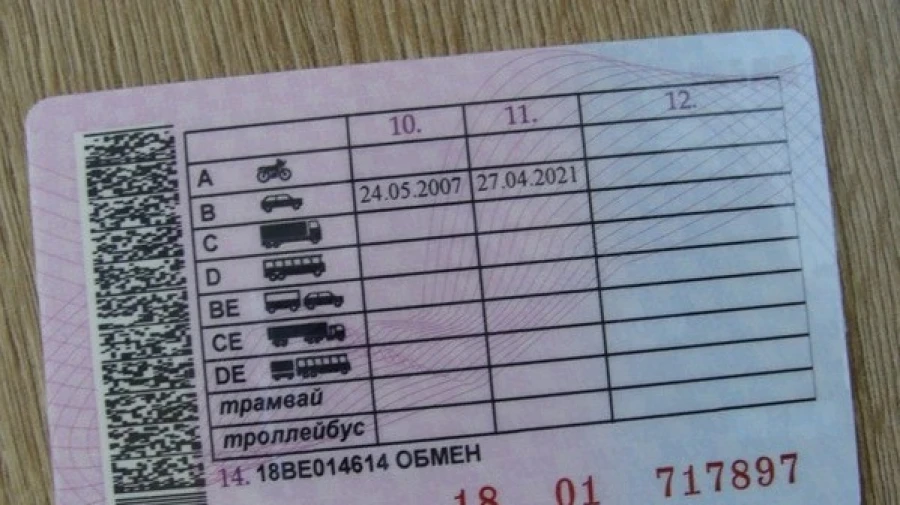 10. 11. 12.
A
B 24.05.2007 27.04.2021
C
D
BE
CE
DE
трамвай
троллейбус
14. 18ВЕ014614 ОБМЕН
18 01 717897